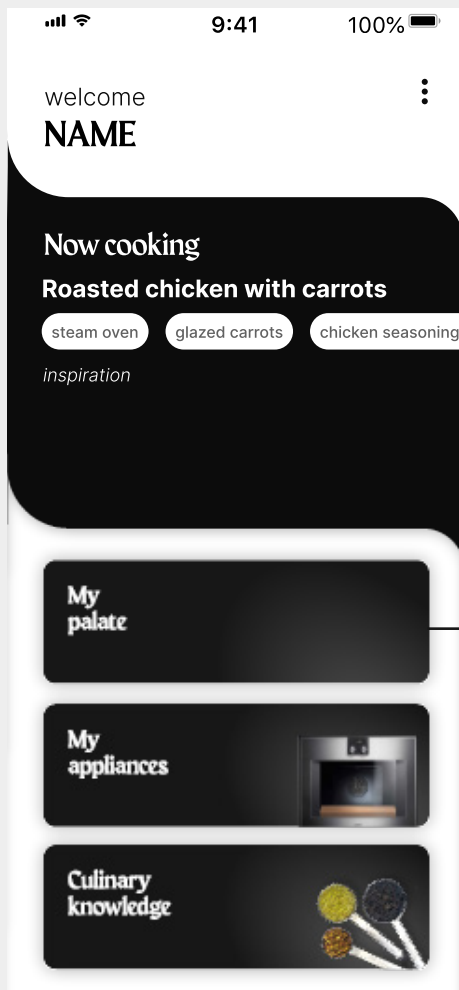 9:41 100%
welcome
NAME
Now cooking
Roasted chicken with carrots
steam oven glazed carrots chicken seasoning
inspiration
My
palate
My
appliances
Culinary
knowledge